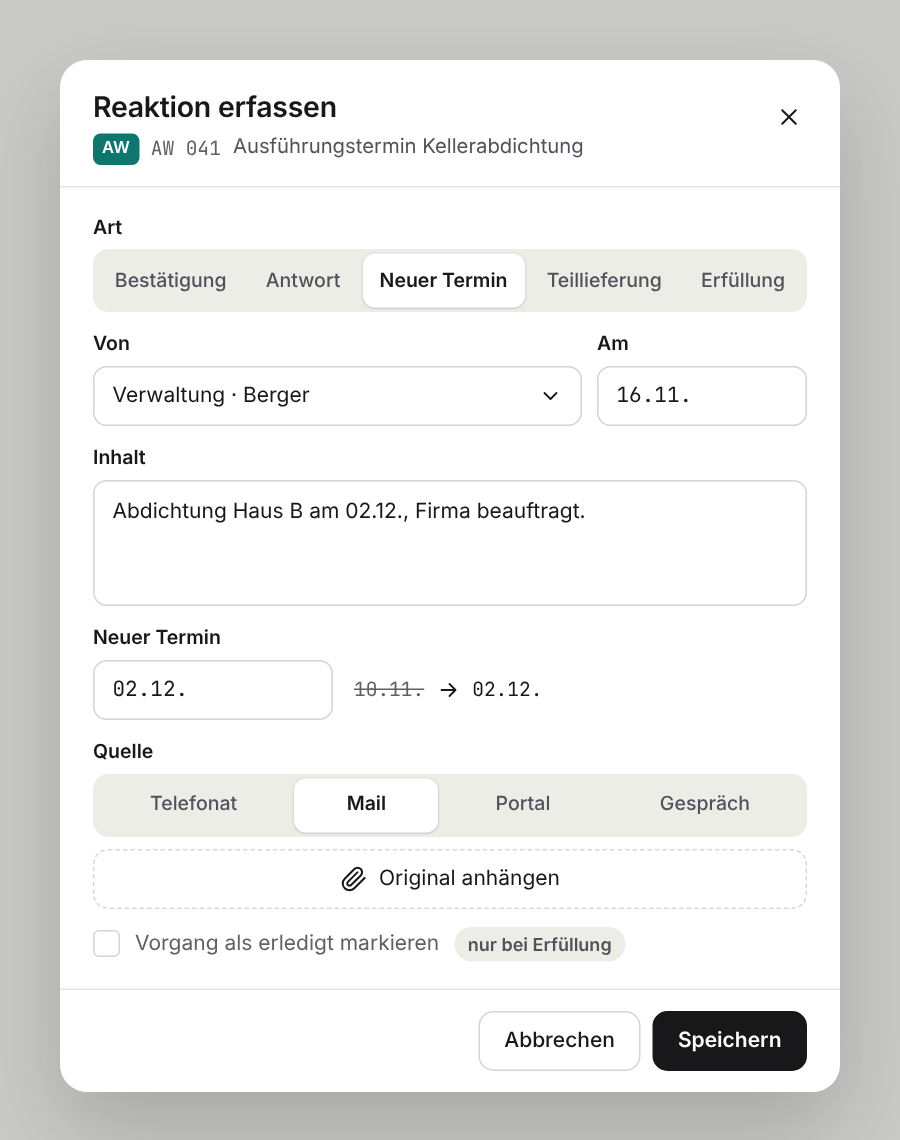 Reaktion erfassen
AW AW 041 Ausführungstermin Kellerabdichtung
Art
Bestätigung Antwort Neuer Termin Teillieferung Erfüllung
Von Am
Verwaltung · Berger 16.11.
Inhalt
Abdichtung Haus B am 02.12., Firma beauftragt.
Neuer Termin
02.12. 10.11. → 02.12.
Quelle
Telefonat Mail Portal Gespräch
Original anhängen
Vorgang als erledigt markieren nur bei Erfüllung
Abbrechen Speichern